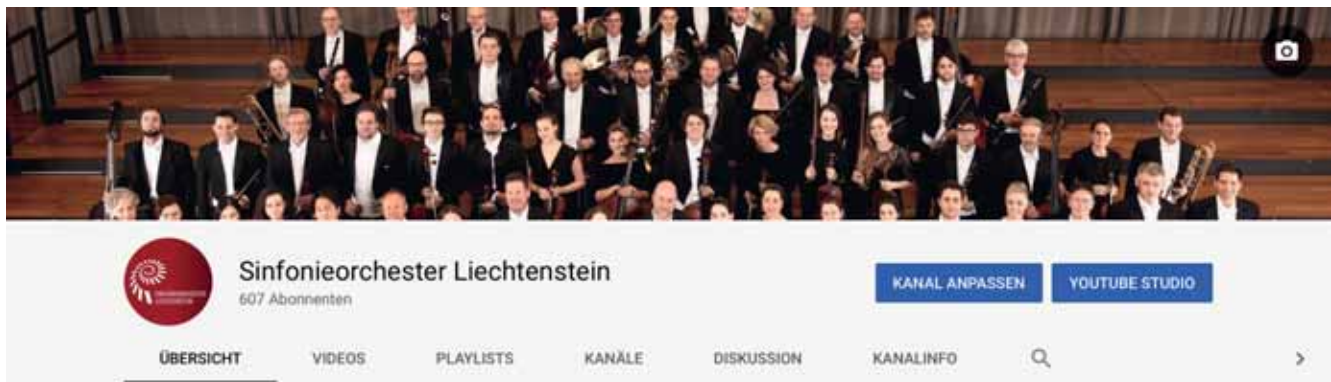 Sinfonieorchester Liechtenstein
607 Abonnenten
KANAL ANPASSEN
YOUTUBE STUDIO
ÜBERSICHT VIDEOS PLAYLISTS KANÄLE DISKUSSION KANALINFO